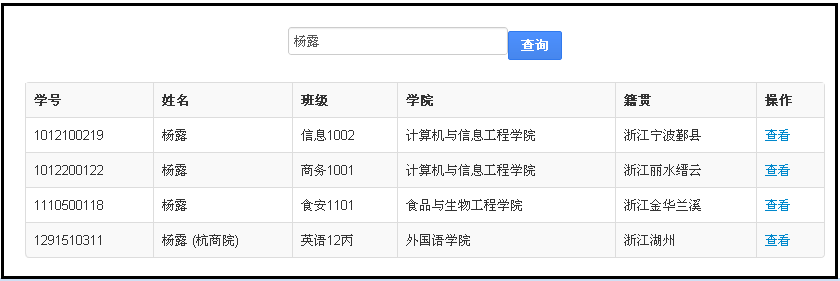 杨露 查询
学号 姓名 班级 学院 籍贯 操作
1012100219 杨露 信息1002 计算机与信息工程学院 浙江宁波鄞县 查看
1012200122 杨露 商务1001 计算机与信息工程学院 浙江丽水缙云 查看
1110500118 杨露 食安1101 食品与生物工程学院 浙江金华兰溪 查看
1291510311 杨露 (杭商院) 英语12丙 外国语学院 浙江湖州 查看